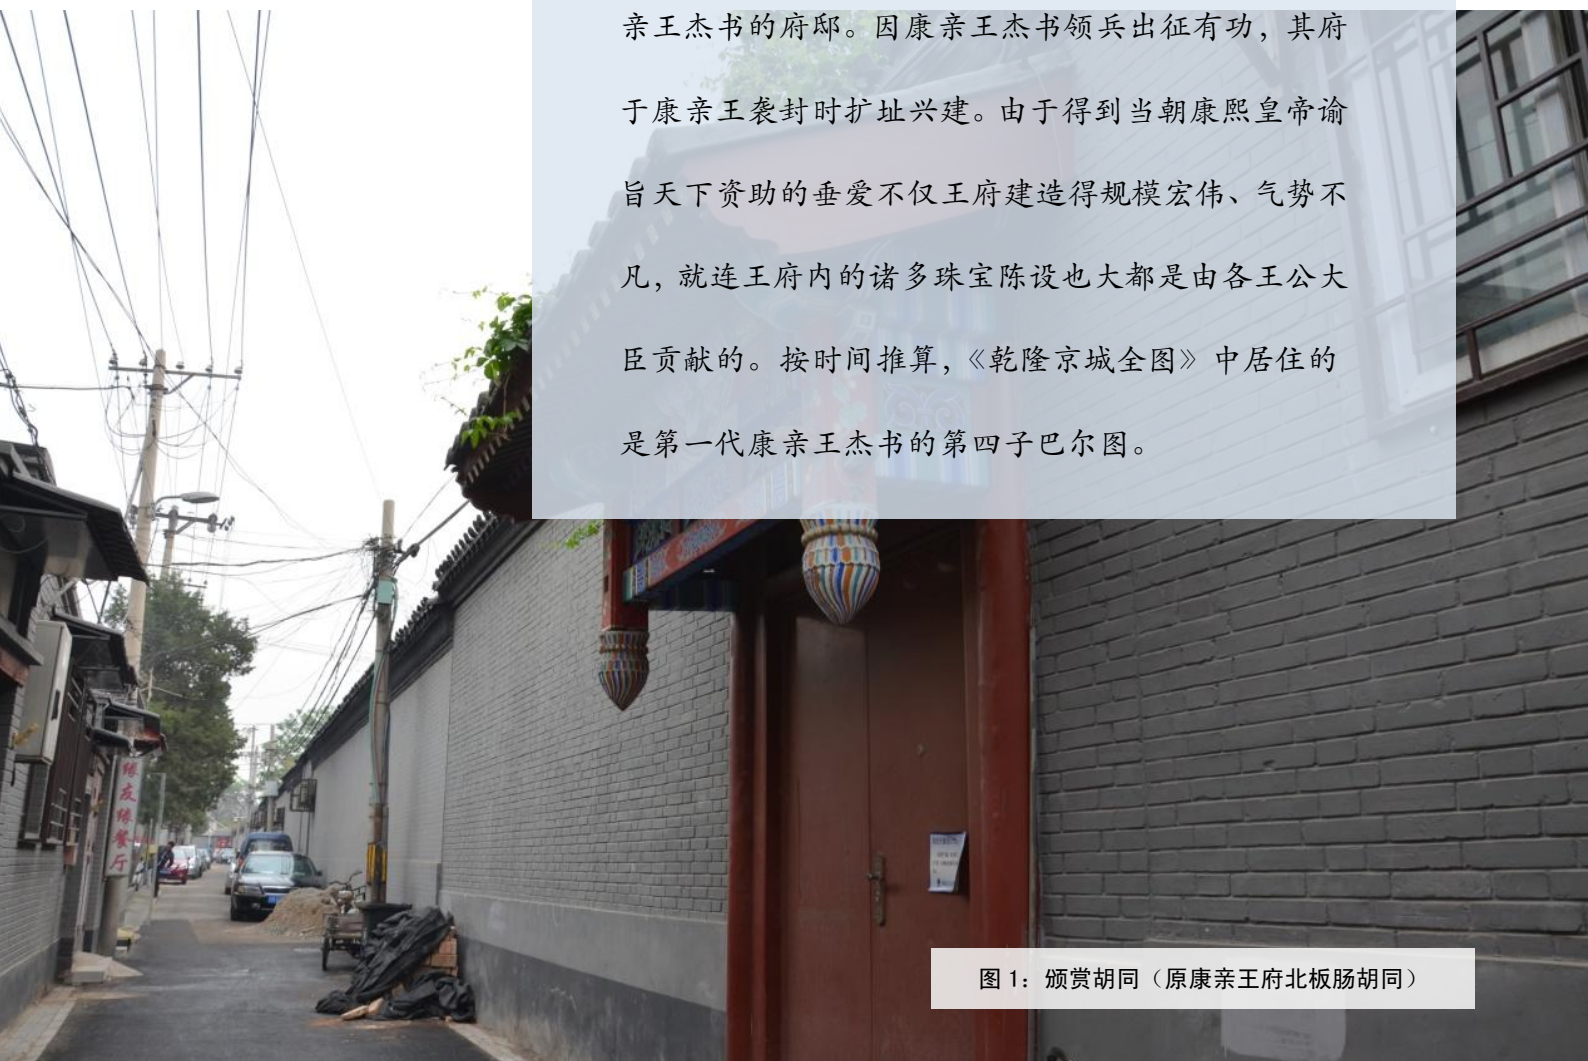 亲王杰书的府邸。因康亲王杰书领兵出征有功，其府
于康亲王袭封时扩址兴建。由于得到当朝康熙皇帝谕
旨天下资助的垂爱不仅王府建造得规模宏伟、气势不
凡，就连王府内的诸多珠宝陈设也大都是由各王公大
臣贡献的。按时间推算，《乾隆京城全图》中居住的
是第一代康亲王杰书的第四子巴尔图。
缘友缘餐厅
图 1：颁赏胡同（原康亲王府北板肠胡同）